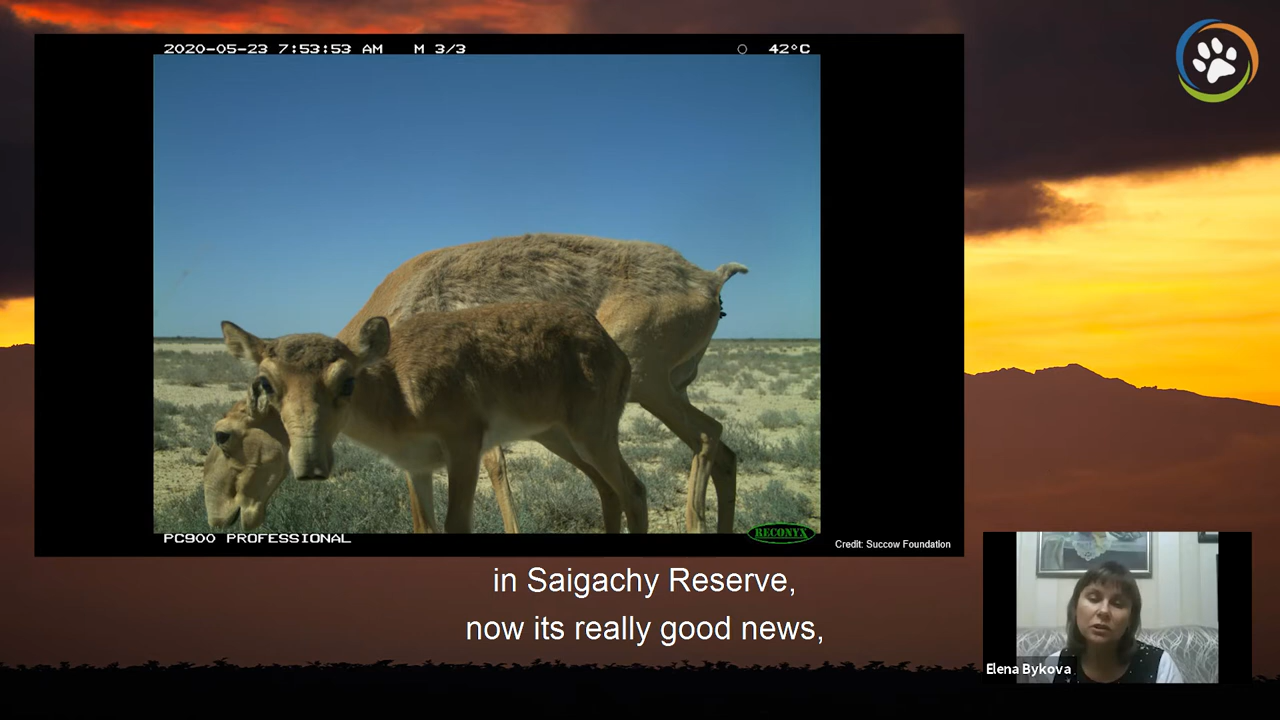 2020-05-23 7:53:53 AM M 3/3 42°C
PC900 PROFESSIONAL
RECONYX
Credit: Succow Foundation
in Saigachy Reserve,
now its really good news,
Elena Bykova